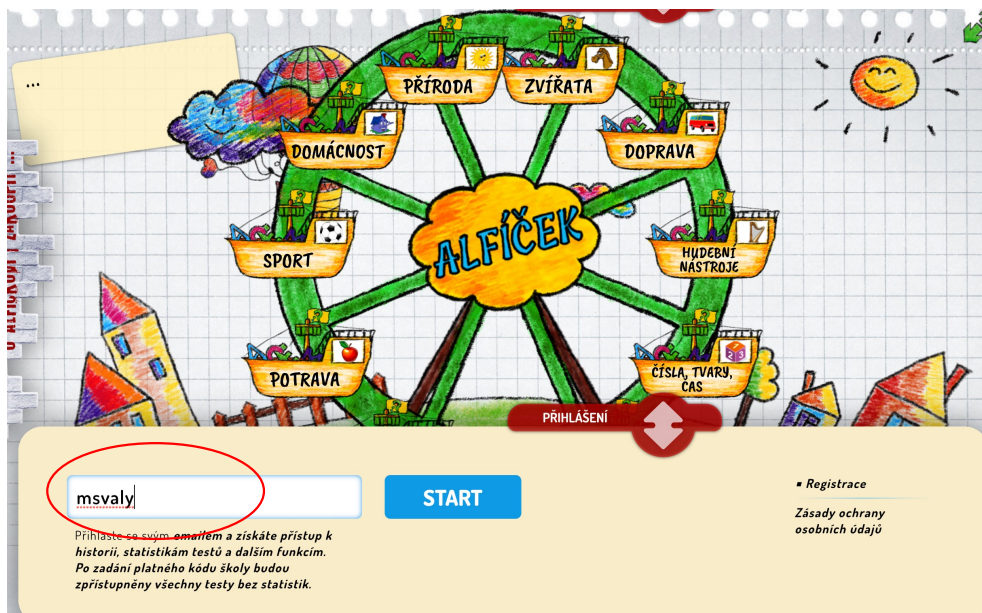 ...
PŘÍRODA
ZVÍŘATA
DOMÁCNOST
DOPRAVA
ALFÍČEK
SPORT
HUDEBNÍ
NÁSTROJE
POTRAVA
ČÍSLA, TVARY,
ČAS
PŘIHLÁŠENÍ
msvaly
START
Přihlaste se svým emailem a získáte přístup k
historii, statistikám testů a dalším funkcím.
Po zadání platného kódu školy budou
zpřístupněny všechny testy bez statistik.
▪ Registrace
Zásady ochrany
osobních údajů